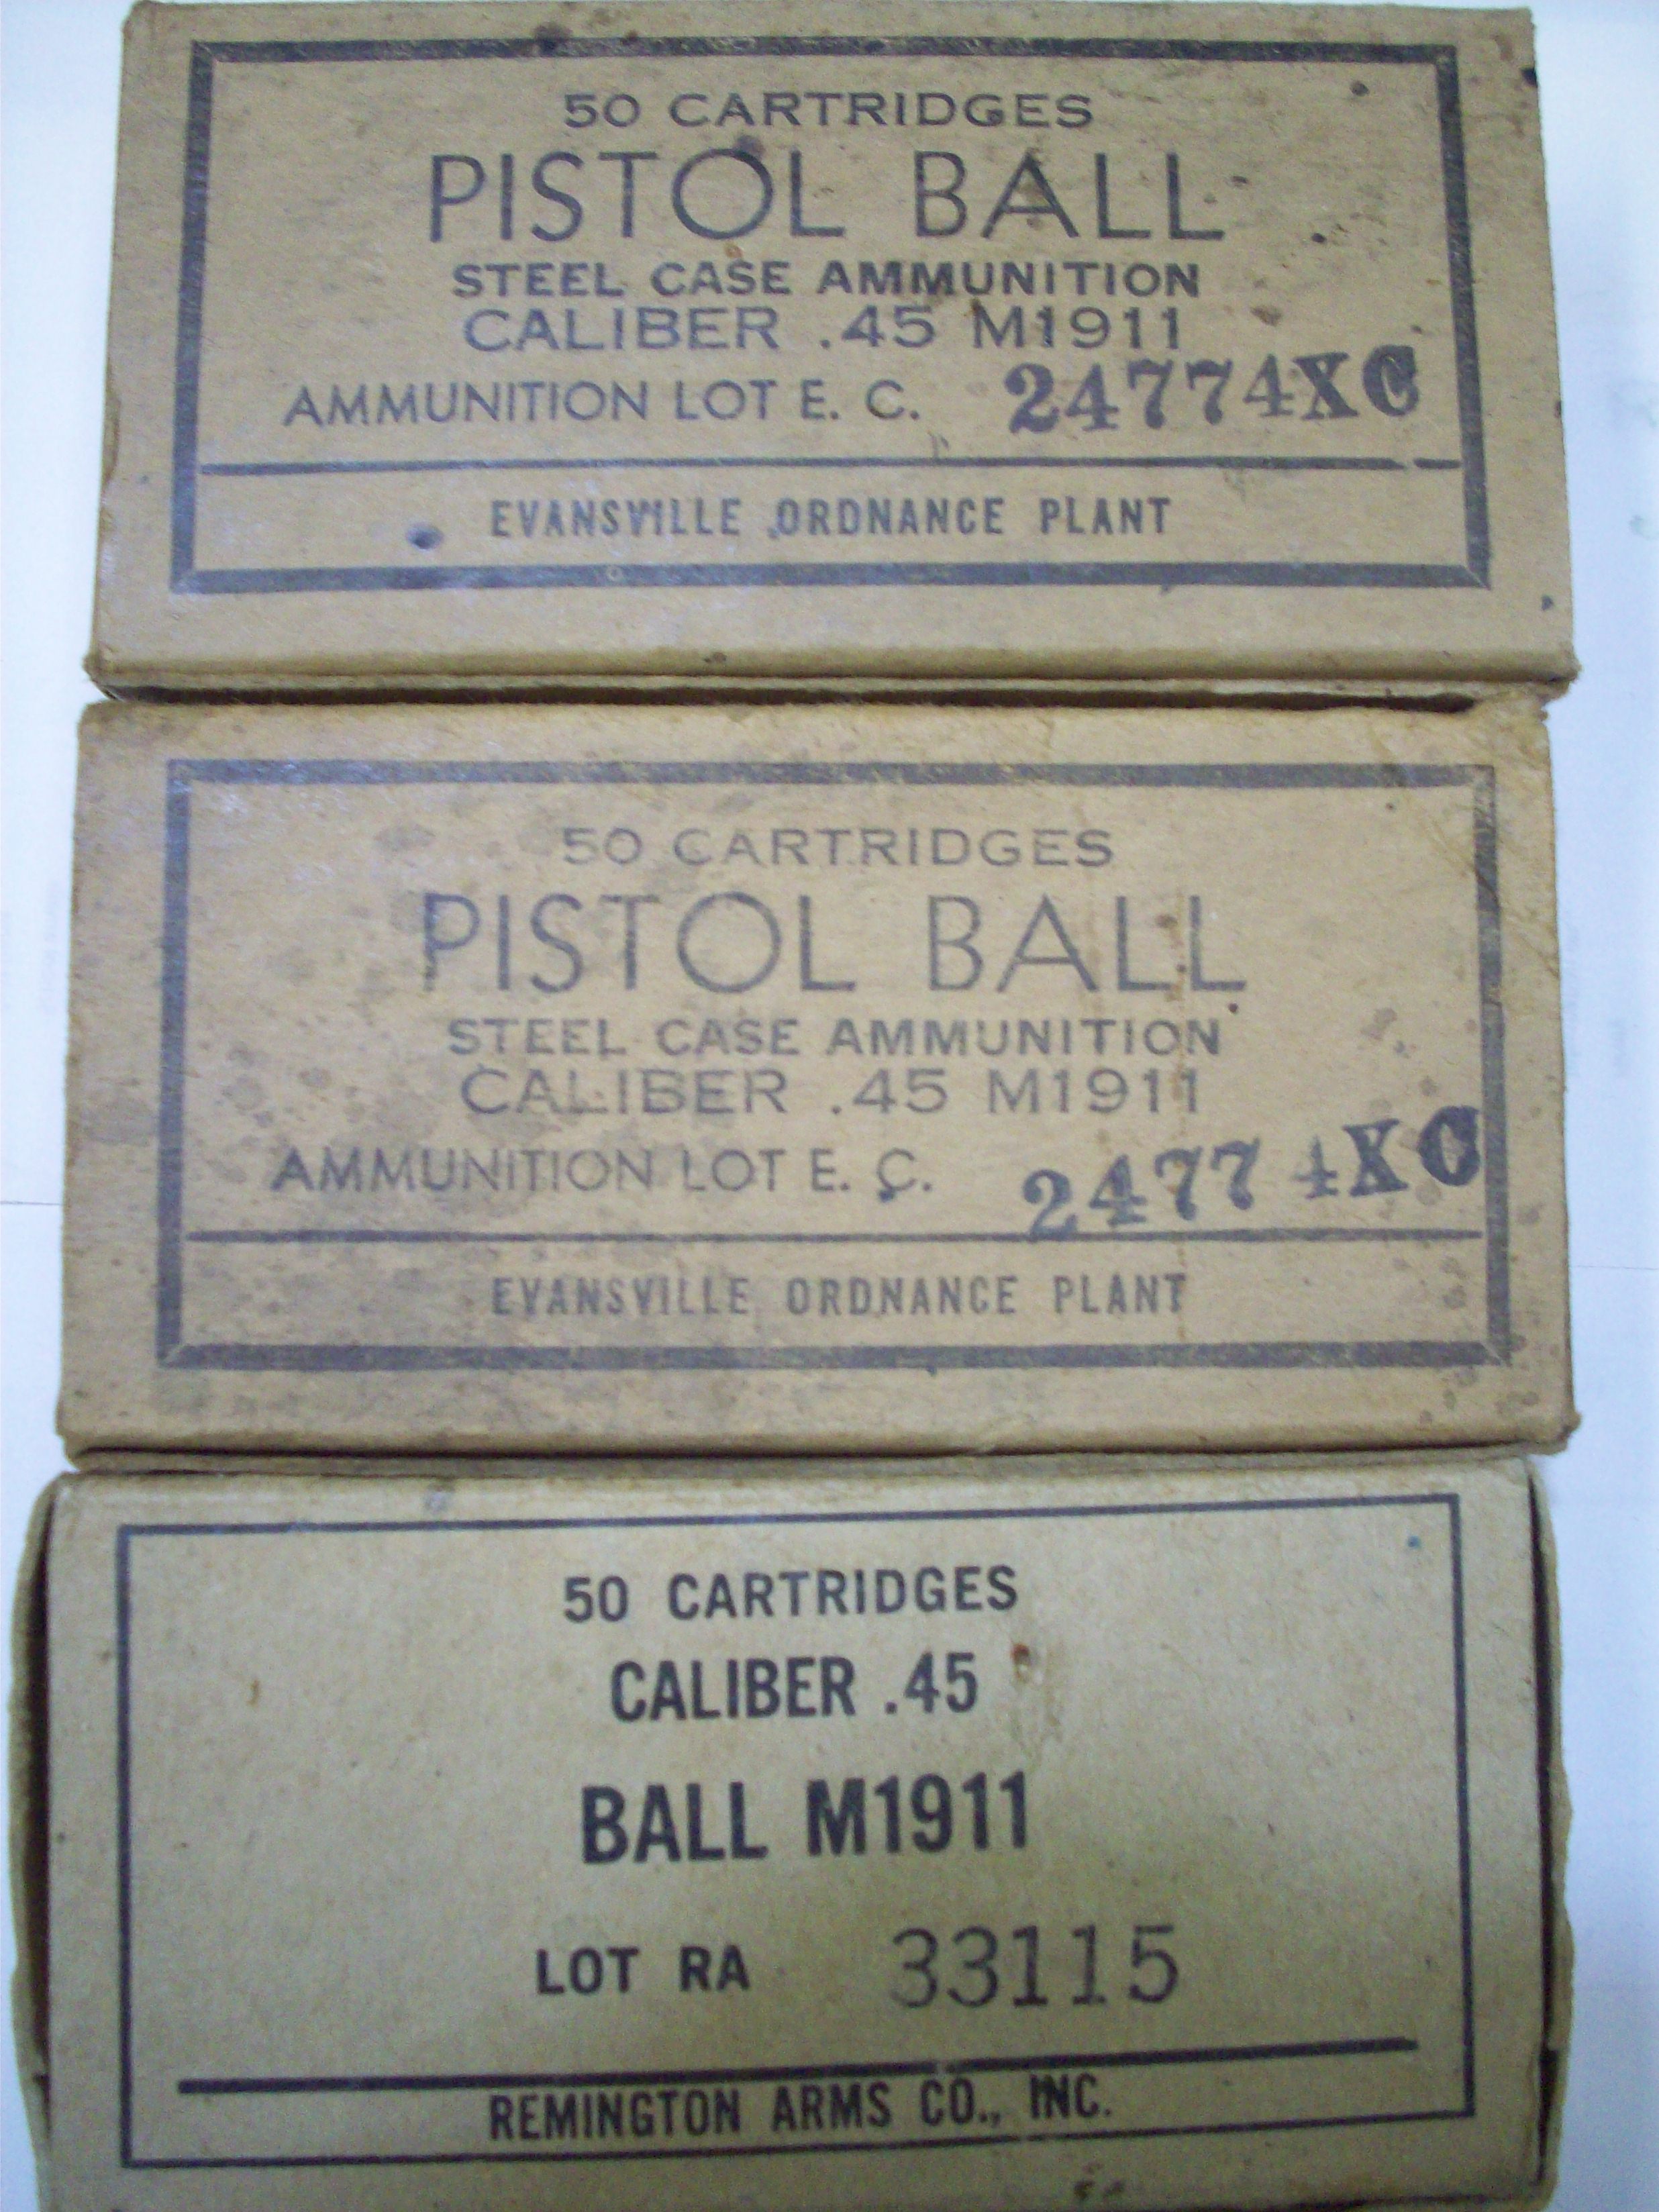 50 CARTRIDGES
PISTOL BALL
STEEL CASE AMMUNITION
CALIBER .45 M1911
AMMUNITION LOT E. C. 24774XC
EVANSVILLE ORDNANCE PLANT
50 CARTRIDGES
PISTOL BALL
STEEL CASE AMMUNITION
CALIBER .45 M1911
AMMUNITION LOT E. C. 24774XC
EVANSVILLE ORDNANCE PLANT
50 CARTRIDGES
CALIBER .45
BALL M1911
LOT RA 33115
REMINGTON ARMS CO., INC.